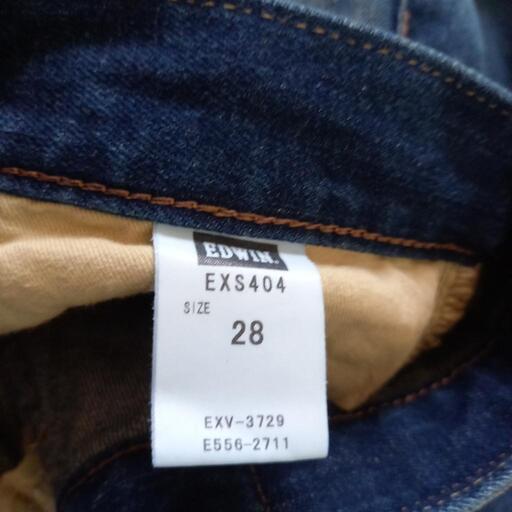 EDWIN.
EXS404
SIZE
28
EXV-3729
E556-2711